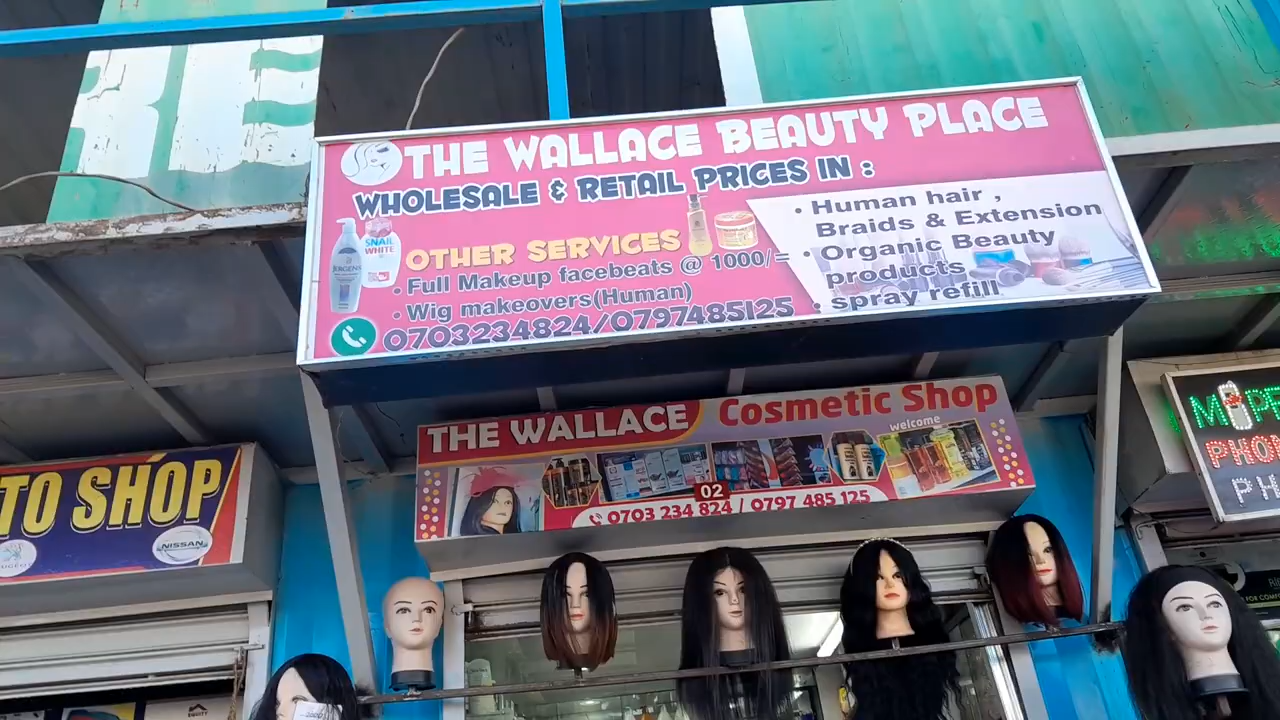 THE WALLACE BEAUTY PLACE
WHOLESALE & RETAIL PRICES IN :
• Human hair ,
Braids & Extension
• Organic Beauty
products
• spray refill
JERGENS
SNAIL
WHITE
OTHER SERVICES
• Full Makeup facebeats @ 1000/=
• Wig makeovers(Human)
0703234824/0797485125
THE WALLACE Cosmetic Shop
welcome
02
0703 234 824 / 0797 485 125
TO SHOP
NISSAN
EQUITY